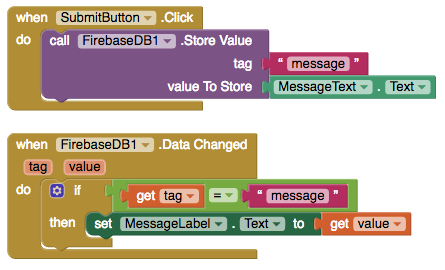 when SubmitButton .Click
do call FirebaseDB1 .Store Value
tag " message "
value To Store MessageText . Text
when FirebaseDB1 .Data Changed
tag value
do if get tag = " message "
then set MessageLabel . Text to get value